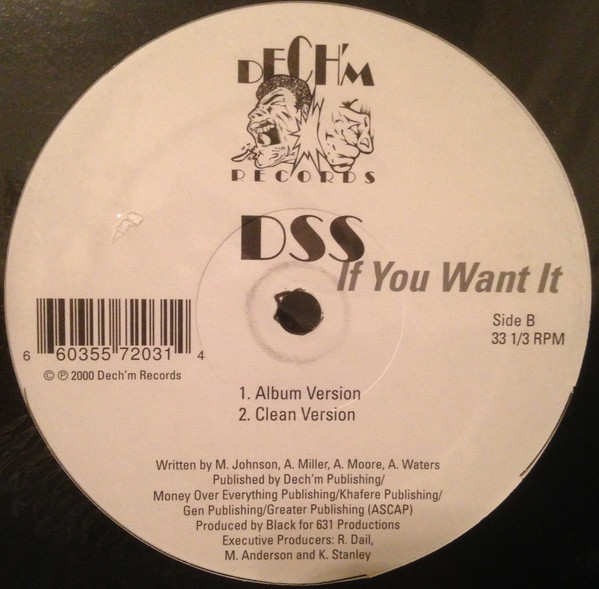 DECH'M
RECORDS
DSS
If You Want It
Side B
33 1/3 RPM
6 60355 72031 4
© ℗ 2000 Dech'm Records
1. Album Version
2. Clean Version
Written by M. Johnson, A. Miller, A. Moore, A. Waters
Published by Dech'm Publishing/
Money Over Everything Publishing/Khafere Publishing/
Gen Publishing/Greater Publishing (ASCAP)
Produced by Black for 631 Productions
Executive Producers: R. Dail,
M. Anderson and K. Stanley